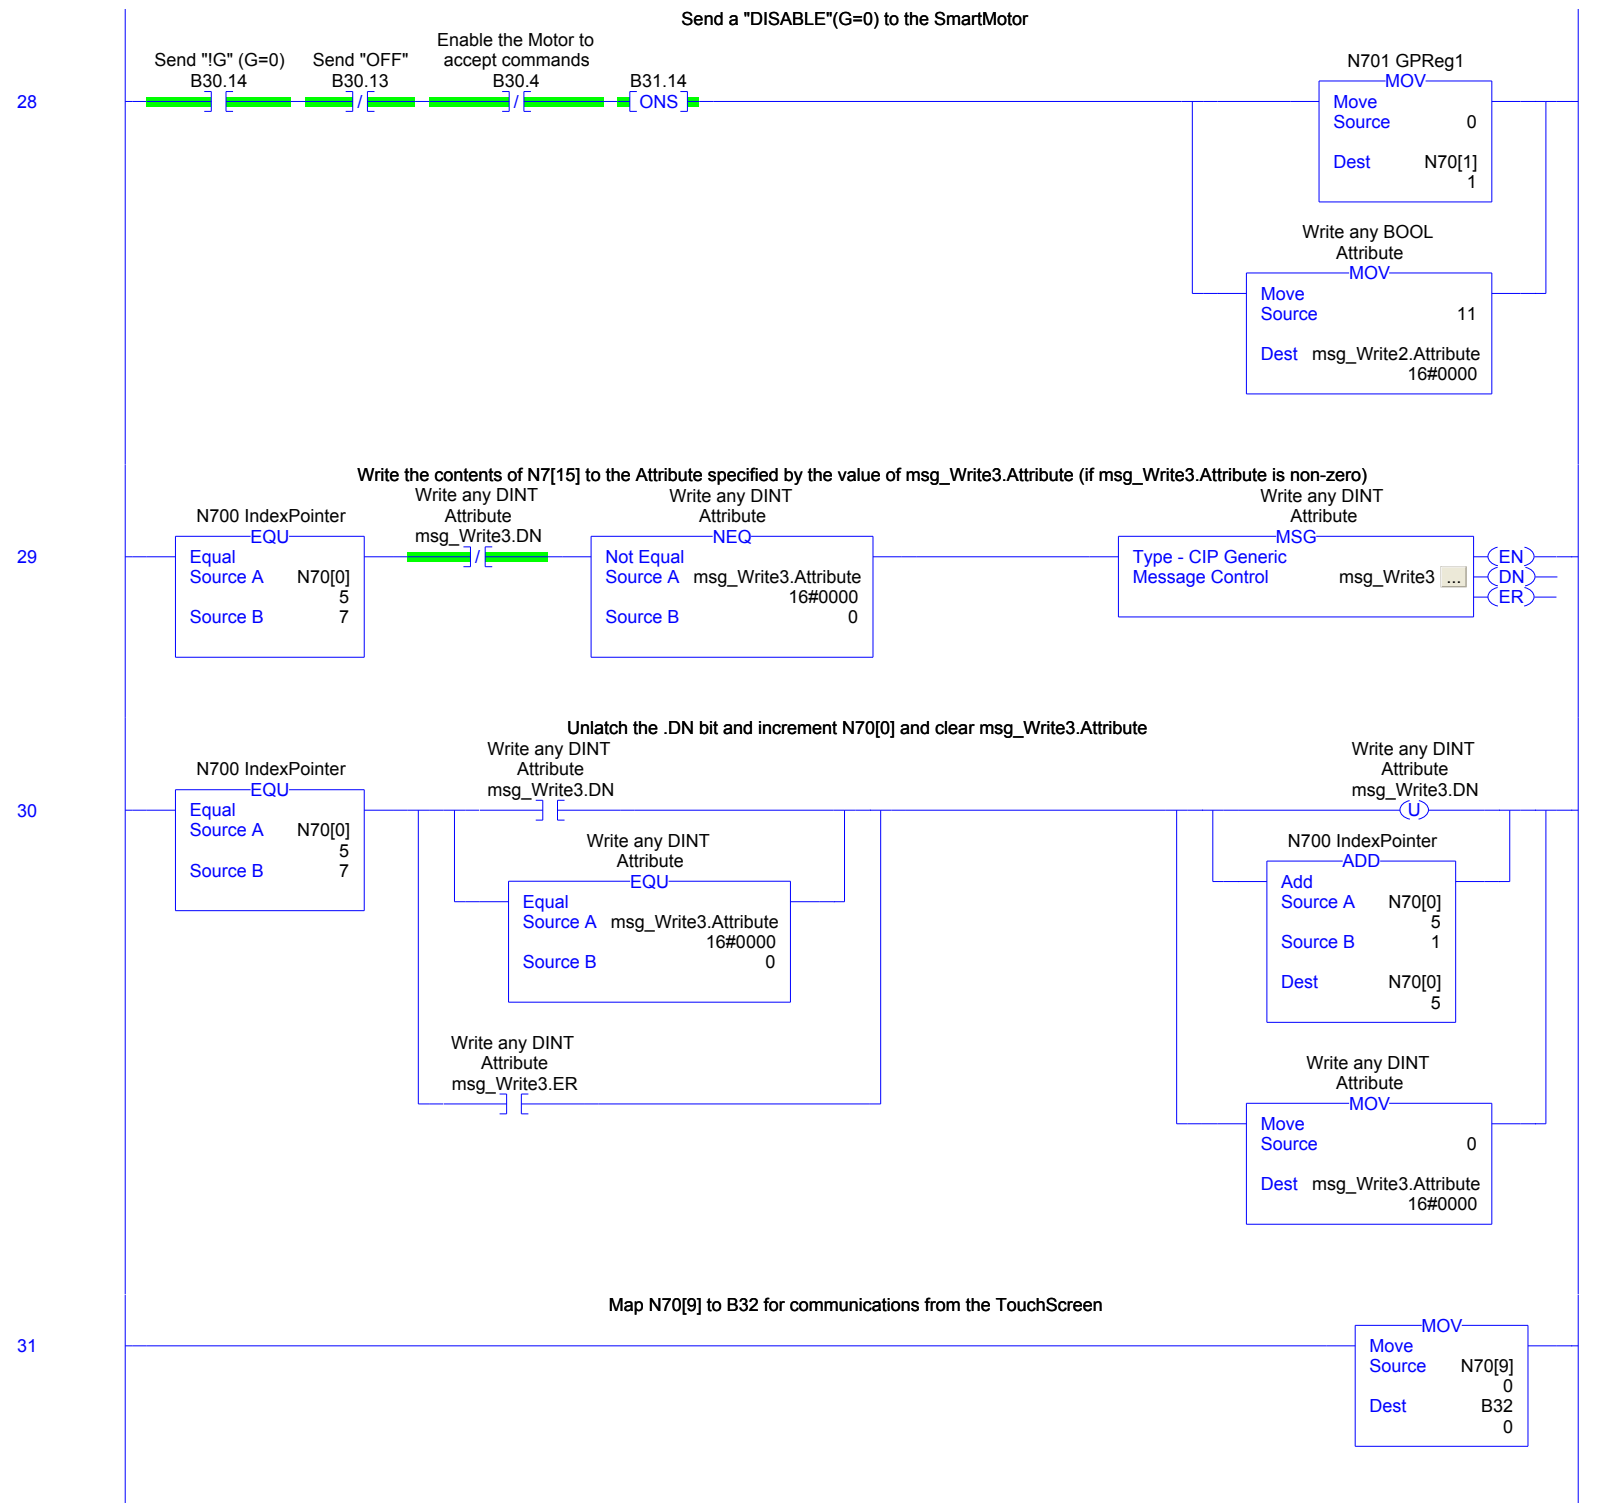 Send a "DISABLE"(G=0) to the SmartMotor
Send "!G" (G=0)
B30.14
Send "OFF"
B30.13
Enable the Motor to
accept commands
B30.4
B31.14
ONS
28
N701 GPReg1
MOV
Move
Source 0
Dest N70[1]
1
Write any BOOL
Attribute
MOV
Move
Source 11
Dest msg_Write2.Attribute
16#0000
Write the contents of N7[15] to the Attribute specified by the value of msg_Write3.Attribute (if msg_Write3.Attribute is non-zero)
29
N700 IndexPointer
EQU
Equal
Source A N70[0]
5
Source B 7
Write any DINT
Attribute
msg_Write3.DN
/
Write any DINT
Attribute
NEQ
Not Equal
Source A msg_Write3.Attribute
16#0000
Source B 0
Write any DINT
Attribute
MSG
Type - CIP Generic
Message Control msg_Write3 ...
EN
DN
ER
Unlatch the .DN bit and increment N70[0] and clear msg_Write3.Attribute
30
N700 IndexPointer
EQU
Equal
Source A N70[0]
5
Source B 7
Write any DINT
Attribute
msg_Write3.DN
Write any DINT
Attribute
EQU
Equal
Source A msg_Write3.Attribute
16#0000
Source B 0
Write any DINT
Attribute
msg_Write3.ER
Write any DINT
Attribute
msg_Write3.DN
U
N700 IndexPointer
ADD
Add
Source A N70[0]
5
Source B 1
Dest N70[0]
5
Write any DINT
Attribute
MOV
Move
Source 0
Dest msg_Write3.Attribute
16#0000
Map N70[9] to B32 for communications from the TouchScreen
31
MOV
Move
Source N70[9]
0
Dest B32
0